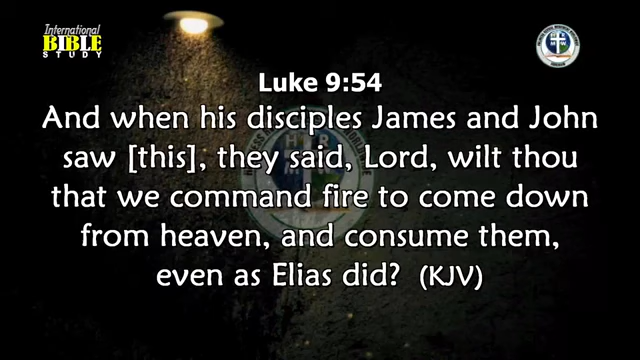 International
BIBLE
STUDY
Luke 9:54
And when his disciples James and John
saw [this], they said, Lord, wilt thou
that we command fire to come down
from heaven, and consume them,
even as Elias did? (KJV)